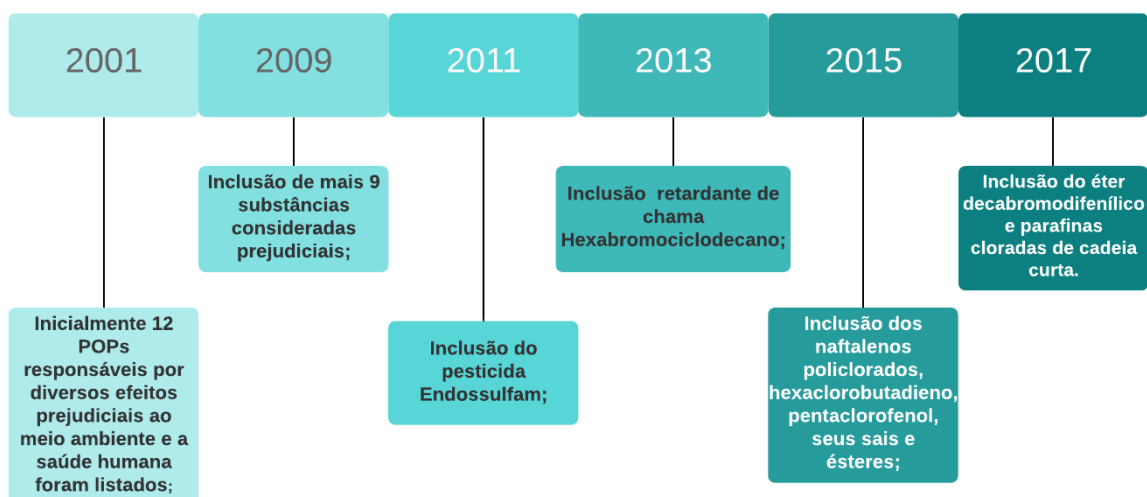 2001
2009
2011
2013
2015
2017
Inicialmente 12
POPs
responsáveis por
diversos efeitos
prejudiciais ao
meio ambiente e a
saúde humana
foram listados;
Inclusão de mais 9
substâncias
consideradas
prejudiciais;
Inclusão do
pesticida
Endossulfam;
Inclusão retardante de
chama
Hexabromociclodecano;
Inclusão dos
naftalenos
policlorados,
hexaclorobutadieno,
pentaclorofenol,
seus sais e
ésteres;
Inclusão do éter
decabromodifenílico
e parafinas
cloradas de cadeia
curta.